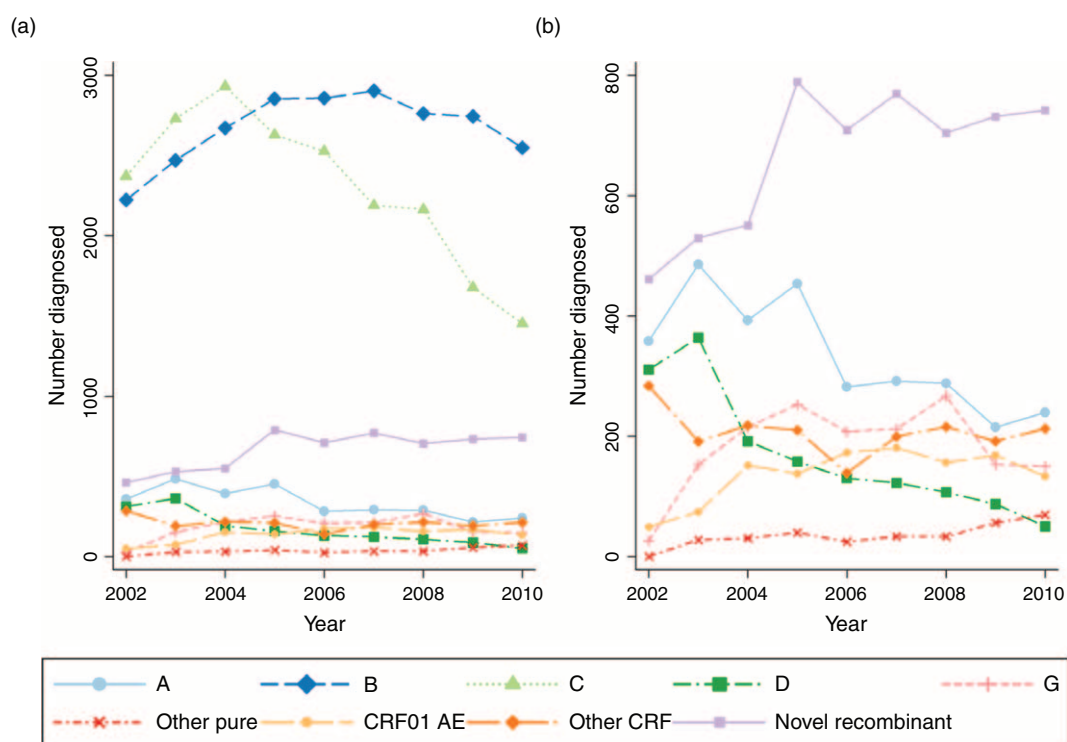 (a)
(b)
Number diagnosed
3000
2000
1000
0
2002 2004 2006 2008 2010
Year
Number diagnosed
800
600
400
200
0
2002 2004 2006 2008 2010
Year
A B C D G
Other pure CRF01 AE Other CRF Novel recombinant